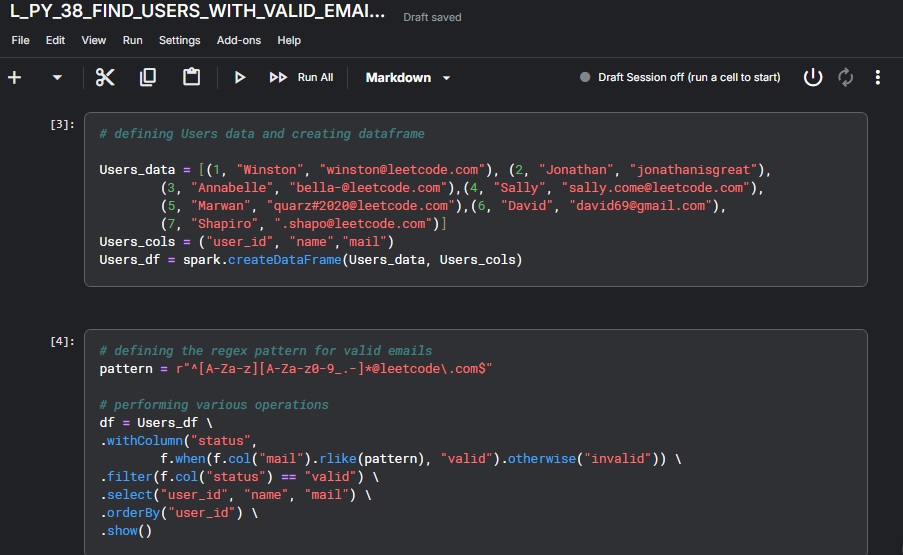 L_PY_38_FIND_USERS_WITH_VALID_EMAI...
Draft saved
File Edit View Run Settings Add-ons Help
Run All
Markdown
Draft Session off (run a cell to start)
[3]:
# defining Users data and creating dataframe
Users_data = [(1, "Winston", "winston@leetcode.com"), (2, "Jonathan", "jonathanisgreat"),
(3, "Annabelle", "bella-@leetcode.com"),(4, "Sally", "sally.come@leetcode.com"),
(5, "Marwan", "quarz#2020@leetcode.com"),(6, "David", "david69@gmail.com"),
(7, "Shapiro", ".shapo@leetcode.com")]
Users_cols = ("user_id", "name","mail")
Users_df = spark.createDataFrame(Users_data, Users_cols)
[4]:
# defining the regex pattern for valid emails
pattern = r"^[A-Za-z][A-Za-z0-9_.-]*@leetcode\.com$"
# performing various operations
df = Users_df \
.withColumn("status",
f.when(f.col("mail").rlike(pattern), "valid").otherwise("invalid")) \
.filter(f.col("status") == "valid") \
.select("user_id", "name", "mail") \
.orderBy("user_id") \
.show()